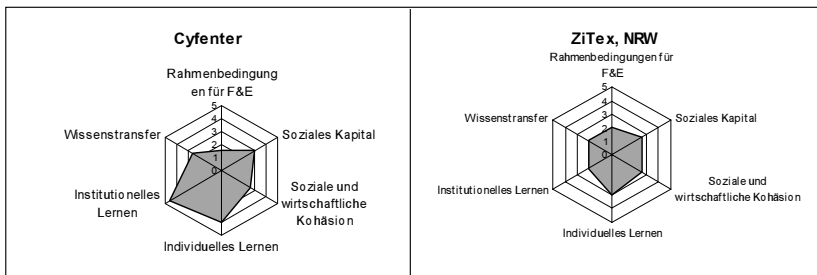 Cyfenter
Rahmenbedingung
en für F&E
5
4
3
2
1
0
Wissenstransfer
Soziales Kapital
Institutionelles
Lernen
Soziale und
wirtschaftliche
Kohäsion
Individuelles Lernen
ZiTex, NRW
Rahmenbedingungen für
F&E
5
4
3
2
1
0
Wissenstransfer
Soziales Kapital
Institutionelles Lernen
Soziale und
wirtschaftliche Kohäsion
Individuelles Lernen